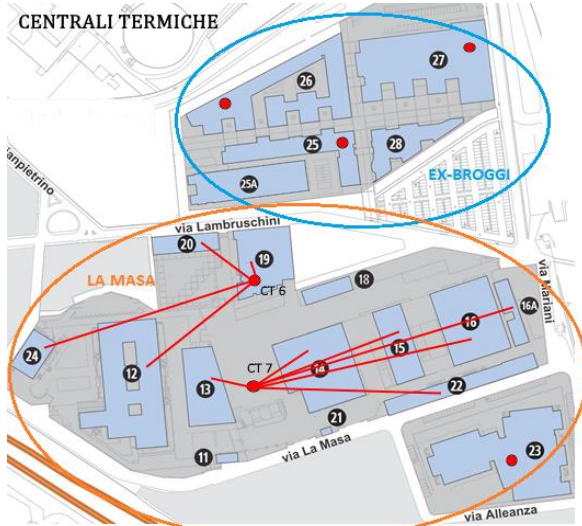 CENTRALI TERMICHE
27
26
25
28
25A
EX-BROGGI
via Lambruschini
20
19
LA MASA
CT 6
18
via Mariani
16A
16
24
12
15
CT 7
14
13
22
21
11
via La Masa
23
via Alleanza